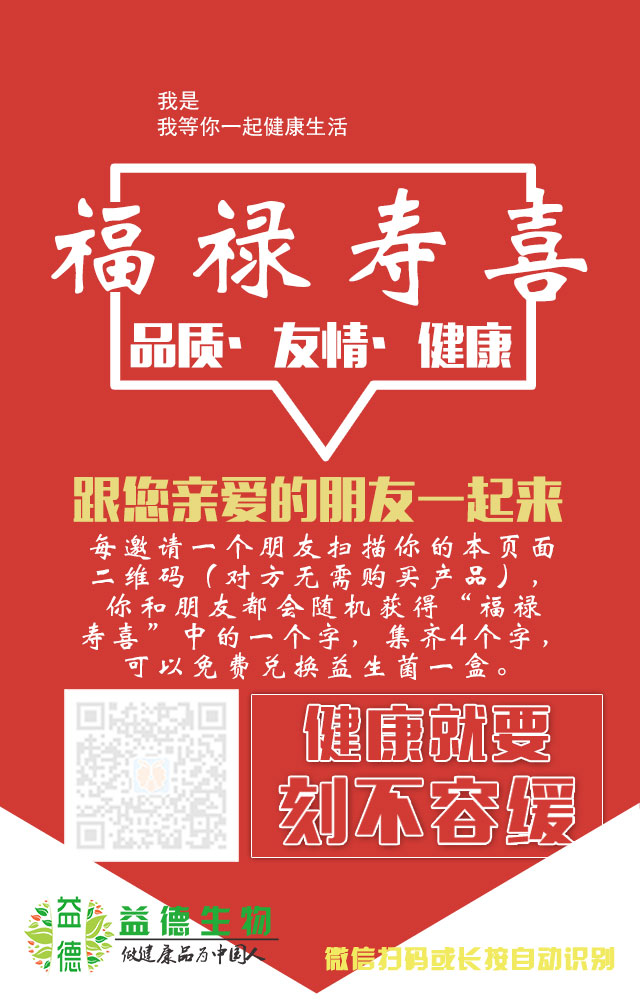 我是
我等你一起健康生活
福禄寿喜
品质·友情·健康
跟您亲爱的朋友一起来
每邀请一个朋友扫描你的本页面
二维码（对方无需购买产品），
你和朋友都会随机获得“福禄
寿喜”中的一个字，集齐4个字，
可以免费兑换益生菌一盒。
健康就要
刻不容缓
益德
益德生物
做健康品为中国人
微信扫码或长按自动识别